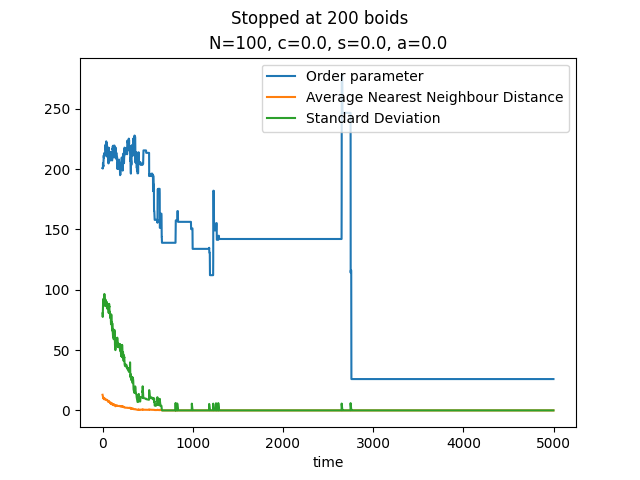 Stopped at 200 boids
N=100, c=0.0, s=0.0, a=0.0
Order parameter
Average Nearest Neighbour Distance
Standard Deviation
250
200
150
100
50
0
0 1000 2000 3000 4000 5000
time